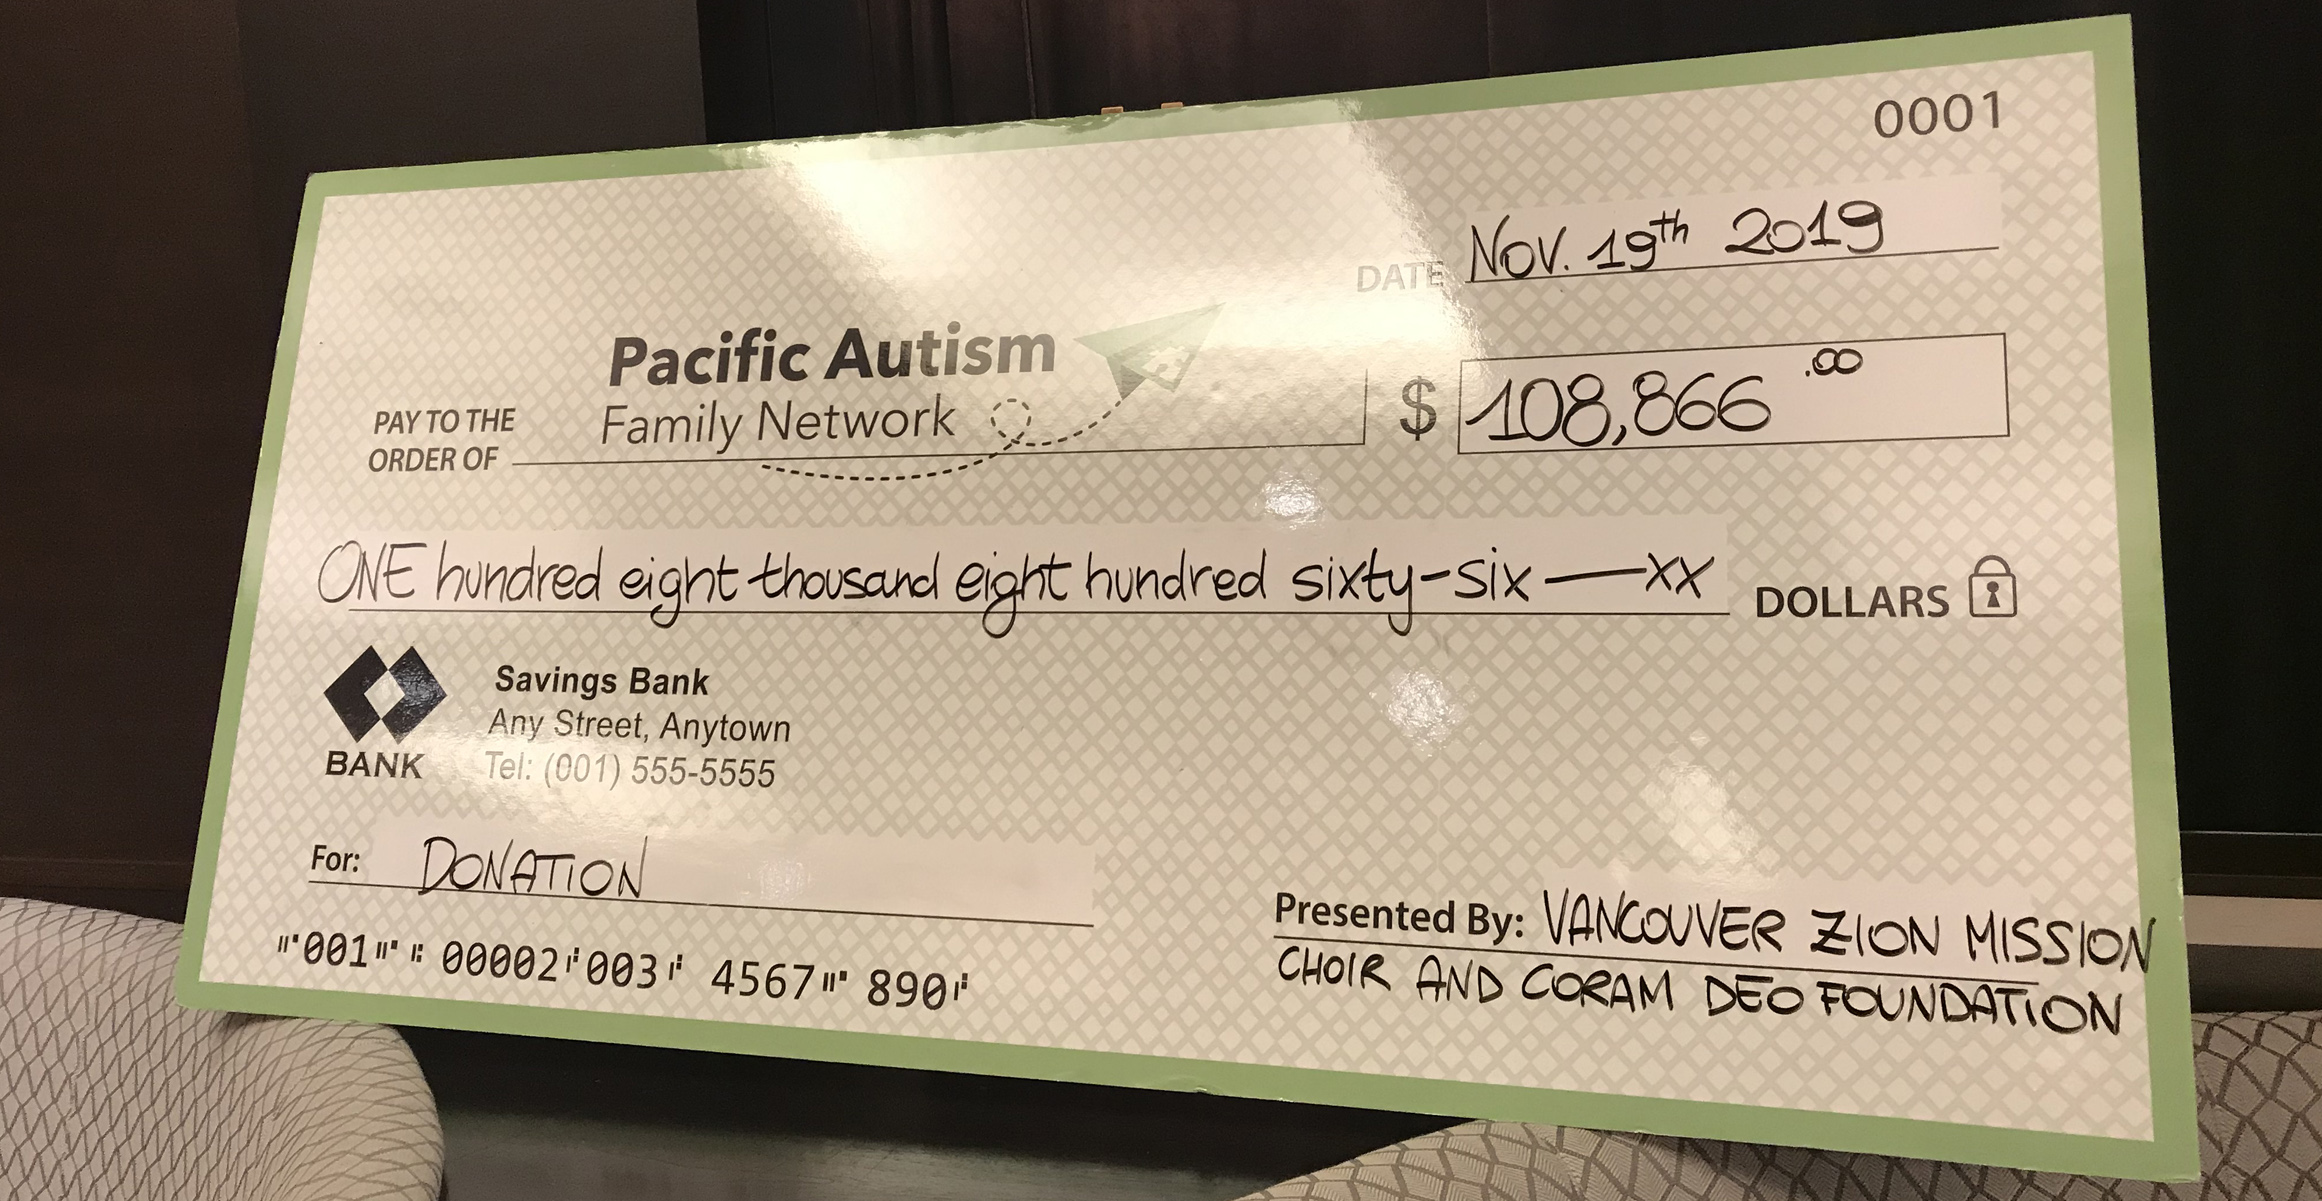 0001
DATE NOV. 19th 2019
Pacific Autism
Family Network
PAY TO THE
ORDER OF
$ 108,866 .00
ONE hundred eight thousand eight hundred sixty-six — xx DOLLARS
Savings Bank
Any Street, Anytown
Tel: (001) 555-5555
BANK
For: DONATION
Presented By: VANCOUVER ZION MISSION
CHOIR AND CORAM DEO FOUNDATION
⑈001⑈ ⑆ 00002⑆003⑆ 4567⑈ 890⑆